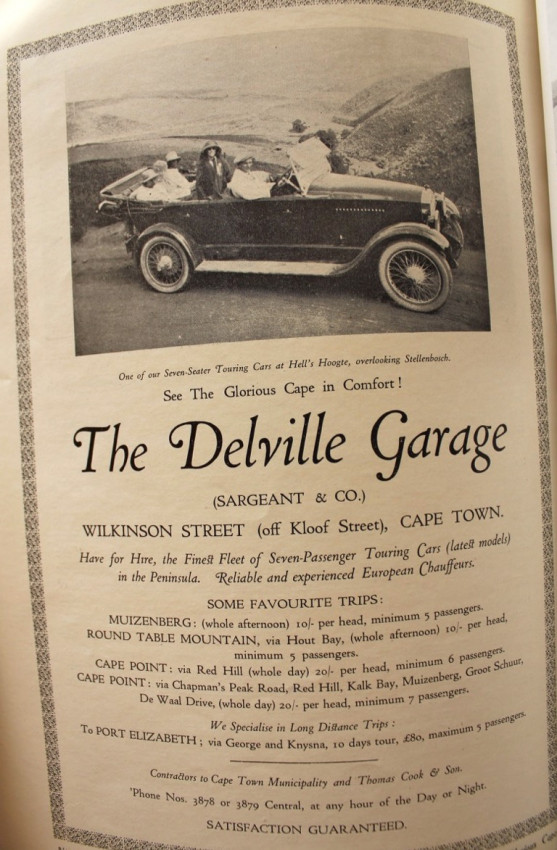 One of our Seven-Seater Touring Cars at Hell's Hoogte, overlooking Stellenbosch.
See The Glorious Cape in Comfort!
The Delville Garage
(SARGEANT & CO.)
WILKINSON STREET (off Kloof Street), CAPE TOWN.
Have for Hire, the Finest Fleet of Seven-Passenger Touring Cars (latest models)
in the Peninsula. Reliable and experienced European Chauffeurs.
SOME FAVOURITE TRIPS:
MUIZENBERG: (whole afternoon) 10/- per head, minimum 5 passengers.
ROUND TABLE MOUNTAIN, via Hout Bay, (whole afternoon) 10/- per head,
minimum 5 passengers.
CAPE POINT: via Red Hill (whole day) 20/- per head, minimum 6 passengers.
CAPE POINT: via Chapman's Peak Road, Red Hill, Kalk Bay, Muizenberg, Groot Schuur,
De Waal Drive, (whole day) 20/- per head, minimum 7 passengers.
We Specialise in Long Distance Trips:
To PORT ELIZABETH; via George and Knysna, 10 days tour, £80, maximum 5 passengers.
Contractors to Cape Town Municipality and Thomas Cook & Son.
'Phone Nos. 3878 or 3879 Central, at any hour of the Day or Night.
SATISFACTION GUARANTEED.